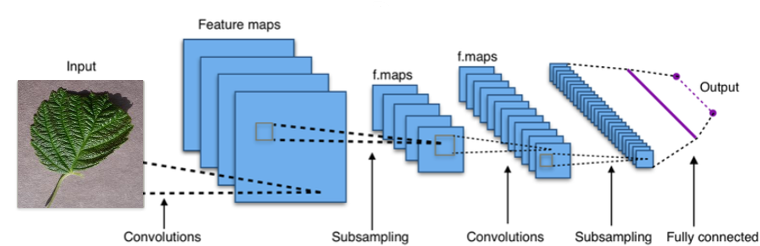 Feature maps
Input
f.maps
f.maps
Output
Convolutions
Subsampling
Convolutions
Subsampling
Fully connected